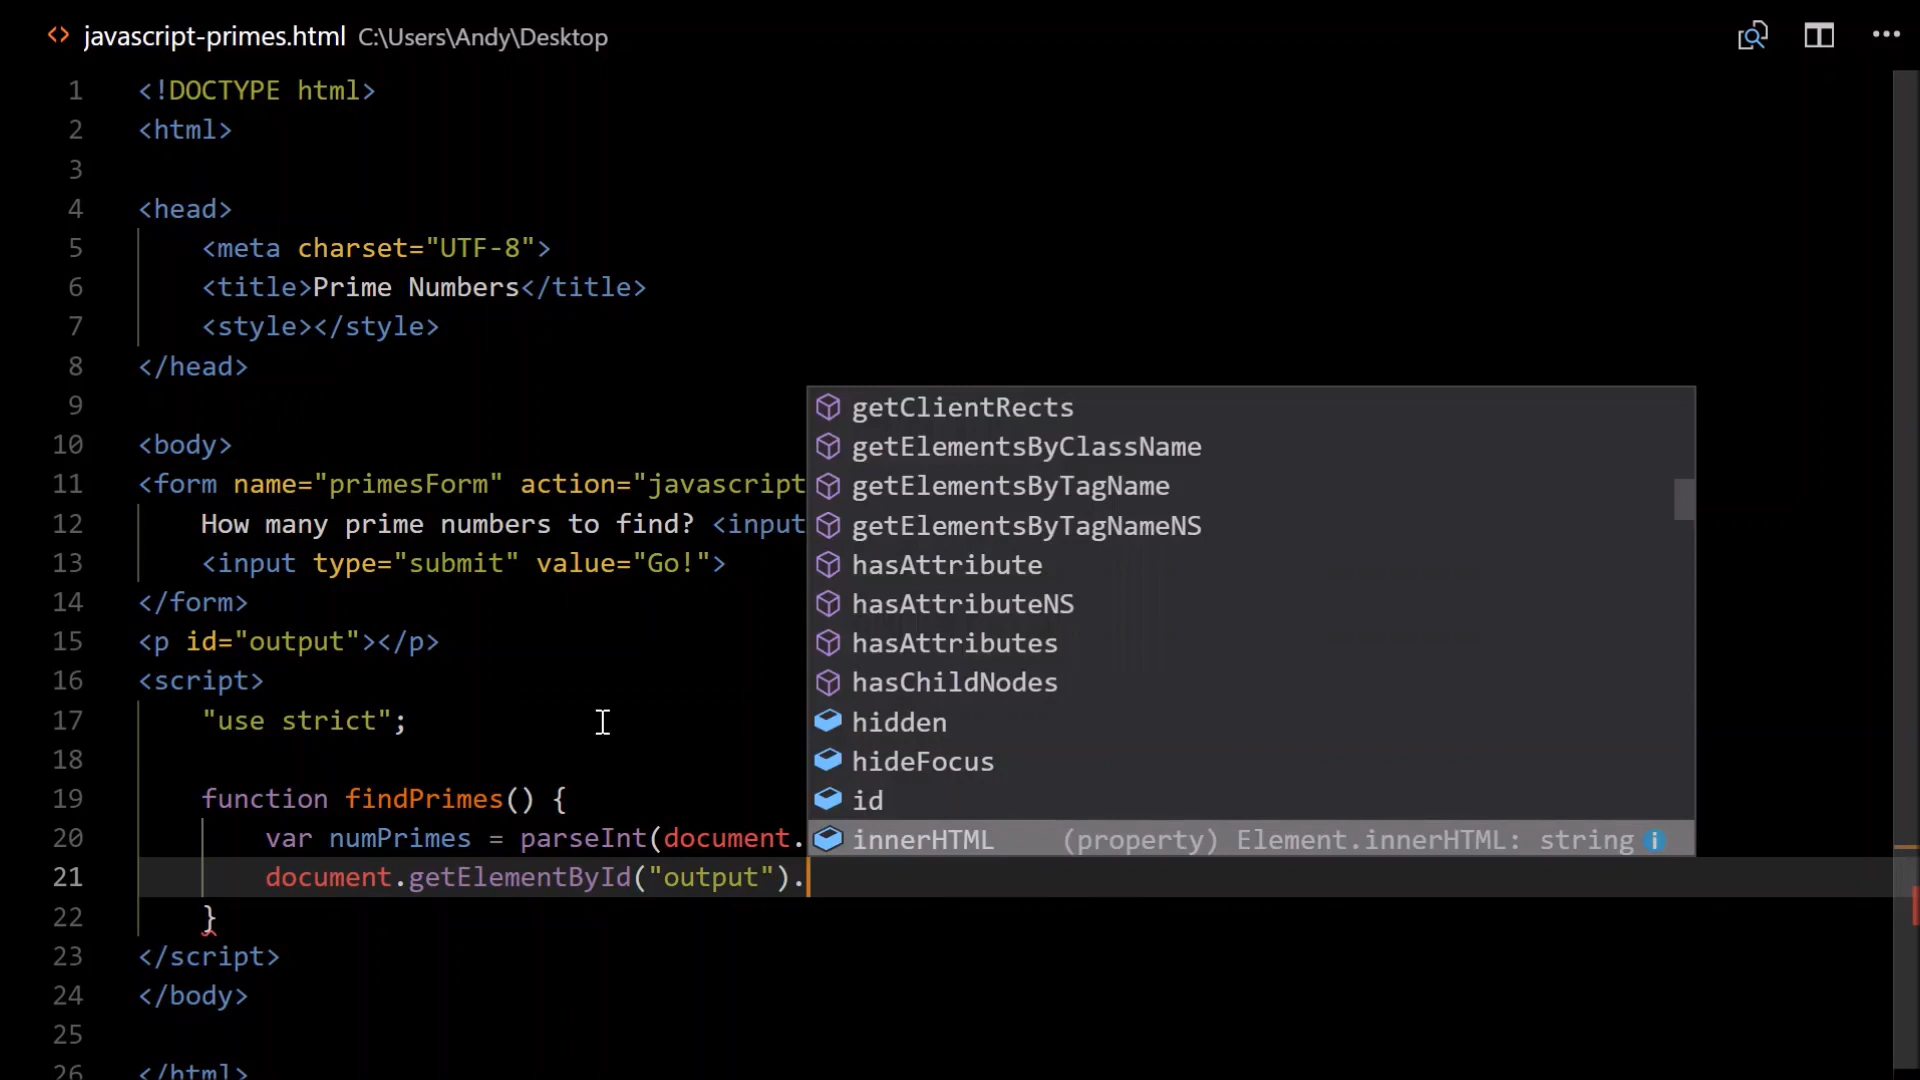 javascript-primes.html C:\Users\Andy\Desktop
1 <!DOCTYPE html>
2 <html>
3
4 <head>
5 <meta charset="UTF-8">
6 <title>Prime Numbers</title>
7 <style></style>
8 </head>
9
10 <body>
11 <form name="primesForm" action="javascript
12 How many prime numbers to find? <input
13 <input type="submit" value="Go!">
14 </form>
15 <p id="output"></p>
16 <script>
17 "use strict";
18
19 function findPrimes() {
20 var numPrimes = parseInt(document.
21 document.getElementById("output").
22 }
23 </script>
24 </body>
25
26 </html>
getClientRects
getElementsByClassName
getElementsByTagName
getElementsByTagNameNS
hasAttribute
hasAttributeNS
hasAttributes
hasChildNodes
hidden
hideFocus
id
innerHTML (property) Element.innerHTML: string